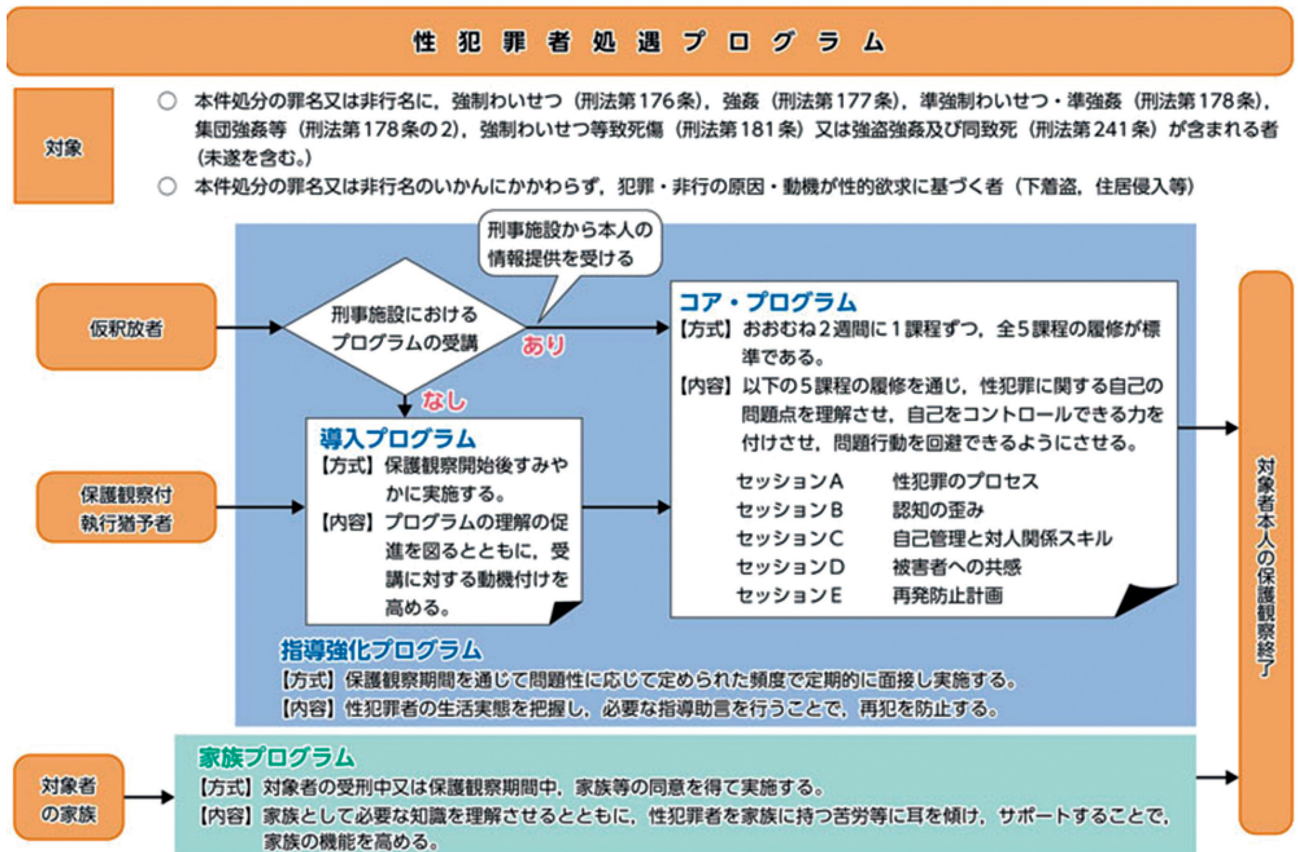 性犯罪者処遇プログラム
対象
○ 本件処分の罪名又は非行名に，強制わいせつ（刑法第176条），強姦（刑法第177条），準強制わいせつ・準強姦（刑法第178条），
集団強姦等（刑法第178条の2），強制わいせつ等致死傷（刑法第181条）又は強盗強姦及び同致死（刑法第241条）が含まれる者
（未遂を含む。）
○ 本件処分の罪名又は非行名のいかんにかかわらず，犯罪・非行の原因・動機が性的欲求に基づく者（下着盗，住居侵入等）
刑事施設から本人の
情報提供を受ける
仮釈放者
刑事施設における
プログラムの受講
あり
なし
コア・プログラム
【方式】おおむね2週間に1課程ずつ，全5課程の履修が標
準である。
【内容】以下の5課程の履修を通じ，性犯罪に関する自己の
問題点を理解させ，自己をコントロールできる力を
付けさせ，問題行動を回避できるようにさせる。
セッションA 性犯罪のプロセス
セッションB 認知の歪み
セッションC 自己管理と対人関係スキル
セッションD 被害者への共感
セッションE 再発防止計画
保護観察付
執行猶予者
導入プログラム
【方式】保護観察開始後すみや
かに実施する。
【内容】プログラムの理解の促
進を図るとともに，受
講に対する動機付けを
高める。
指導強化プログラム
【方式】保護観察期間を通じて問題性に応じて定められた頻度で定期的に面接し実施する。
【内容】性犯罪者の生活実態を把握し，必要な指導助言を行うことで，再犯を防止する。
対象者
の家族
家族プログラム
【方式】対象者の受刑中又は保護観察期間中，家族等の同意を得て実施する。
【内容】家族として必要な知識を理解させるとともに，性犯罪者を家族に持つ苦労等に耳を傾け，サポートすることで，
家族の機能を高める。
対象者本人の保護観察終了